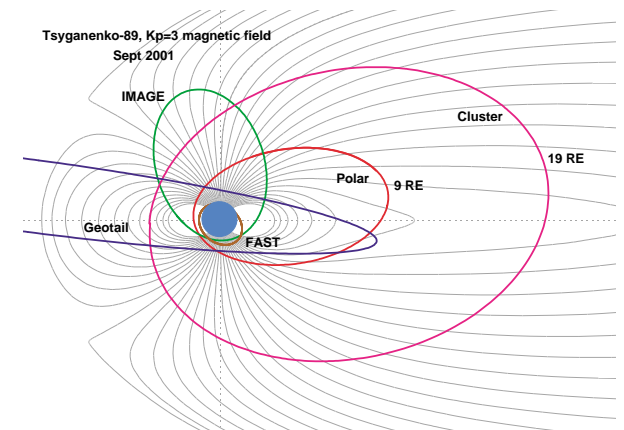 Tsyganenko-89, Kp=3 magnetic field
Sept 2001
IMAGE
Cluster
19 RE
Polar
9 RE
Geotail
FAST